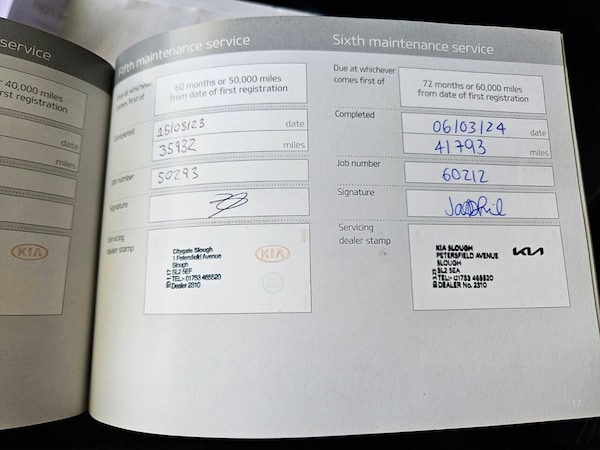 service
40,000 miles
rst registration
date
miles
KIA
Fifth maintenance service
Due at whichever
comes first of
60 months or 50,000 miles
from date of first registration
Completed
15/08/23 date
35932 miles
Job number
50293
Signature
Servicing
dealer stamp
Citygate Slough
1 Petersfield Avenue
Slough
SL2 5EF
TEL:- 01753 465520
Dealer 2310
KIA
Sixth maintenance service
Due at whichever
comes first of
72 months or 60,000 miles
from date of first registration
Completed
06/03/24 date
41793 miles
Job number
60212
Signature
Servicing
dealer stamp
KIA SLOUGH
PETERSFIELD AVENUE
SLOUGH
SL2 5EA
TEL:- 01753 465520
DEALER No. 2310
KIA
17